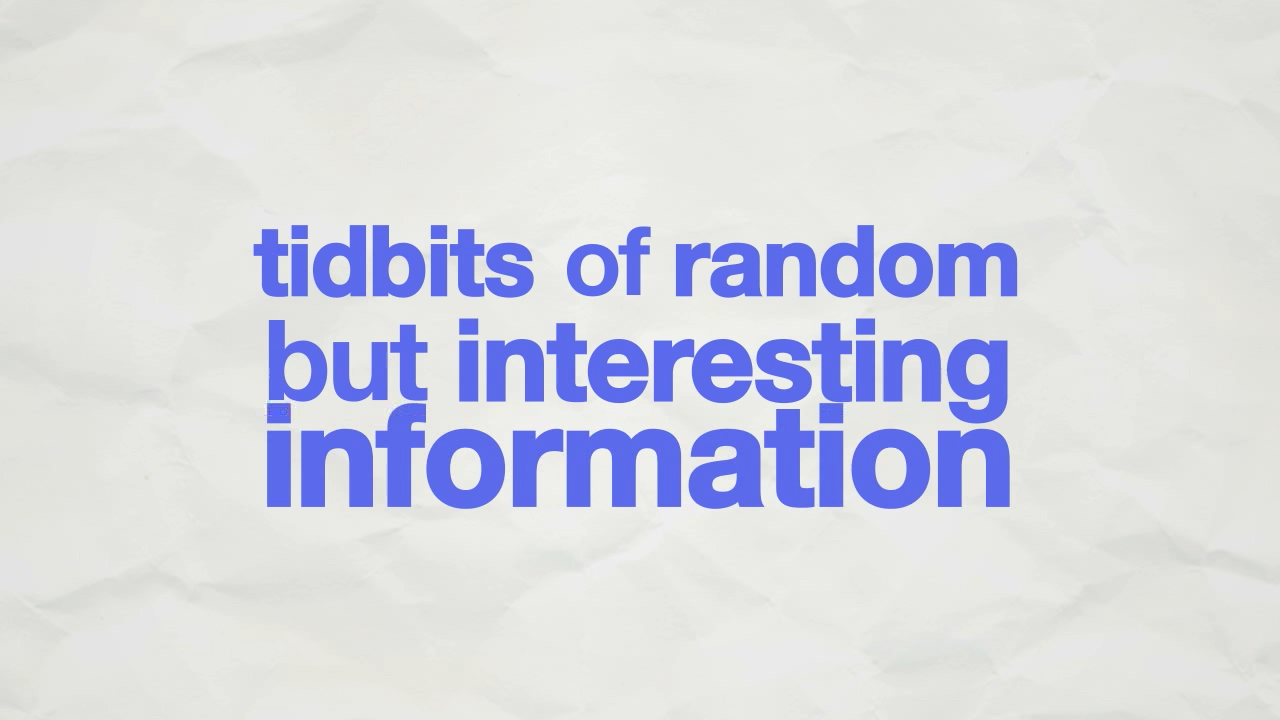 tidbits of random
but interesting
information